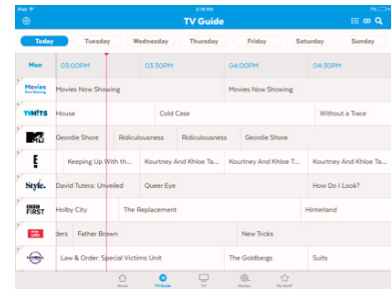 iPad
3:18 PM
TV Guide
Today Tuesday Wednesday Thursday Friday Saturday Sunday
Mon 03:00PM 03:30PM 04:00PM 04:30PM
Movies Movies Now Showing Movies Now Showing
TVHITS House Cold Case Without a Trace
MTV Geordie Shore Ridiculousness Ridiculousness Geordie Shore
E! Keeping Up With th... Kourtney And Khloe Ta... Kourtney And Khloe T... Kourtney And Khloe Ta...
Style. David Tutera: Unveiled Queer Eye How Do I Look?
BBC FIRST Holby City The Replacement Hinterland
ders Father Brown New Tricks
Law & Order: Special Victims Unit The Goldbergs Suits
Home TV Guide TV Movies My Stuff